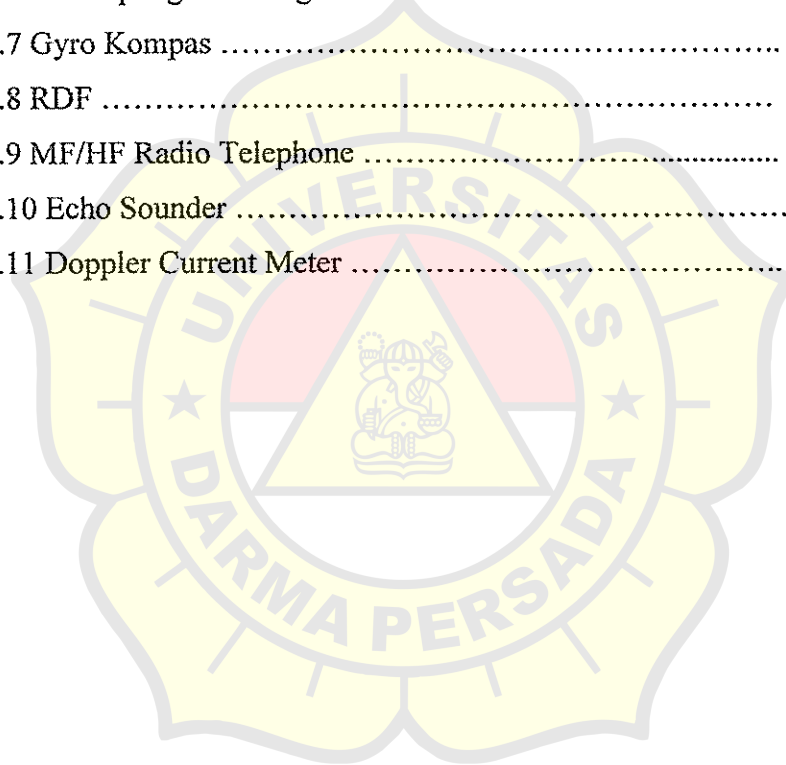 .7 Gyro Kompas ……………………………………………..
.8 RDF …………………………………………………
.9 MF/HF Radio Telephone ………………………...............
.10 Echo Sounder ……………………………………………
.11 Doppler Current Meter …………………………………..
UNIVERSITAS
DARMA PERSADA